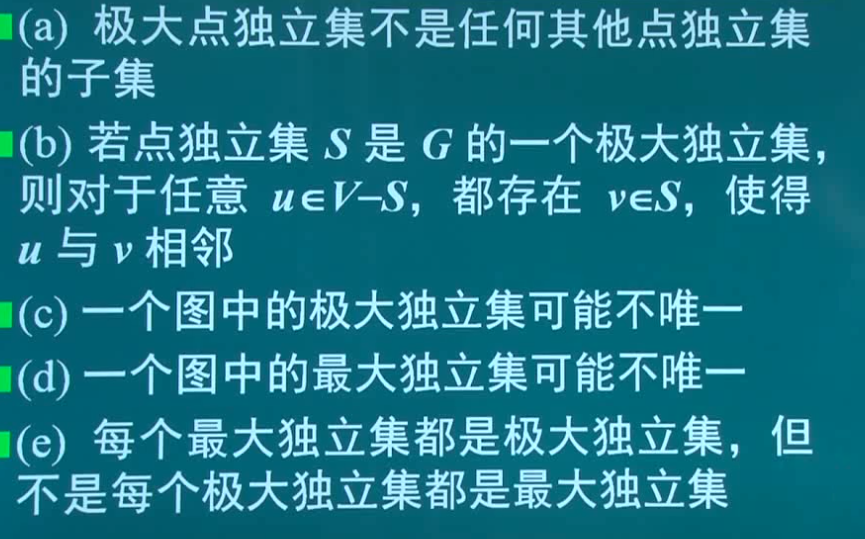 (a) 极大点独立集不是任何其他点独立集
的子集
(b) 若点独立集 S 是 G 的一个极大独立集，
则对于任意 u∈V–S，都存在 v∈S，使得
u 与 v 相邻
(c) 一个图中的极大独立集可能不唯一
(d) 一个图中的最大独立集可能不唯一
(e) 每个最大独立集都是极大独立集，但
不是每个极大独立集都是最大独立集